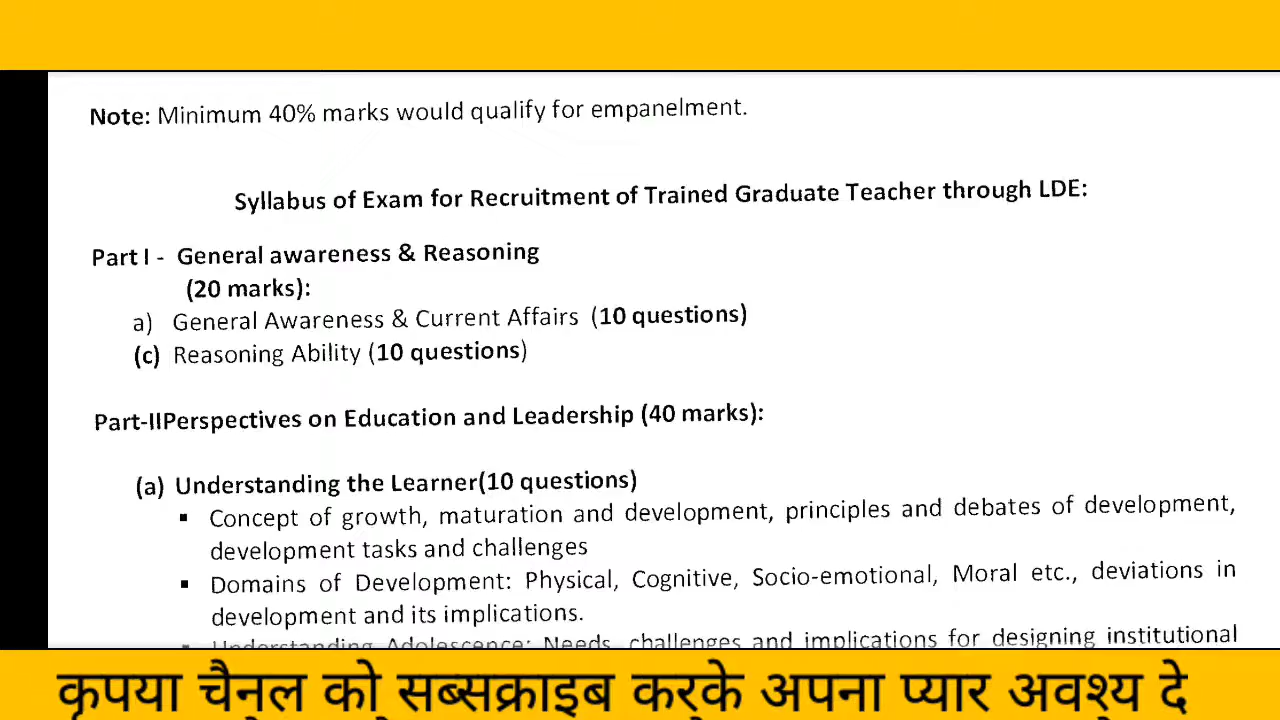 Note: Minimum 40% marks would qualify for empanelment.
Syllabus of Exam for Recruitment of Trained Graduate Teacher through LDE:
Part I - General awareness & Reasoning
(20 marks):
a) General Awareness & Current Affairs (10 questions)
(c) Reasoning Ability (10 questions)
Part-IIPerspectives on Education and Leadership (40 marks):
(a) Understanding the Learner(10 questions)
▪ Concept of growth, maturation and development, principles and debates of development,
development tasks and challenges
▪ Domains of Development: Physical, Cognitive, Socio-emotional, Moral etc., deviations in
development and its implications.
▪ Understanding Adolescence: Needs, challenges and implications for designing institutional
कृपया चैनल को सब्सक्राइब करके अपना प्यार अवश्य दे